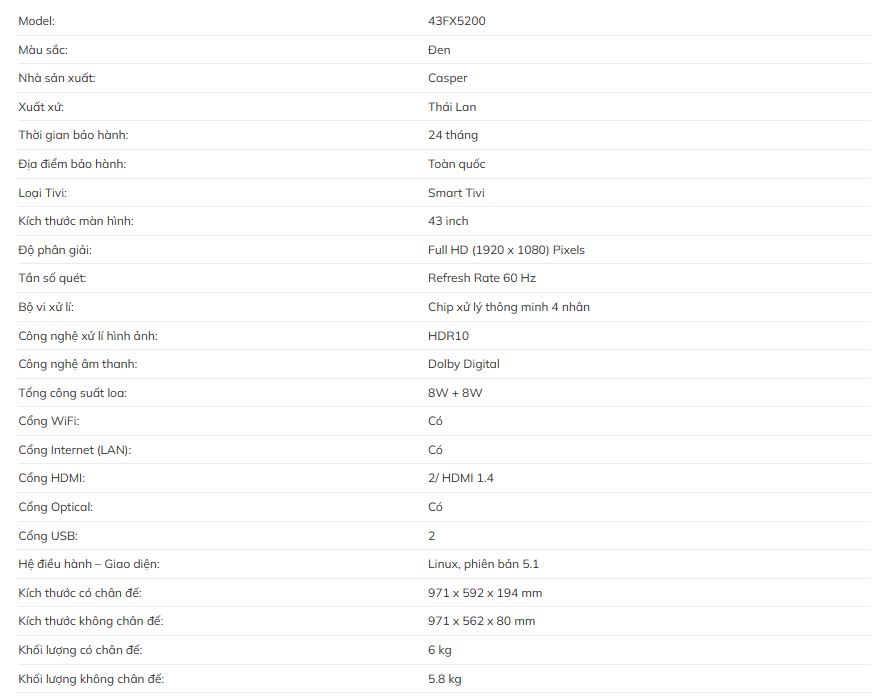 Model: 43FX5200
Màu sắc: Đen
Nhà sản xuất: Casper
Xuất xứ: Thái Lan
Thời gian bảo hành: 24 tháng
Địa điểm bảo hành: Toàn quốc
Loại Tivi: Smart Tivi
Kích thước màn hình: 43 inch
Độ phân giải: Full HD (1920 x 1080) Pixels
Tần số quét: Refresh Rate 60 Hz
Bộ vi xử lí: Chip xử lý thông minh 4 nhân
Công nghệ xử lí hình ảnh: HDR10
Công nghệ âm thanh: Dolby Digital
Tổng công suất loa: 8W + 8W
Cổng WiFi: Có
Cổng Internet (LAN): Có
Cổng HDMI: 2/ HDMI 1.4
Cổng Optical: Có
Cổng USB: 2
Hệ điều hành – Giao diện: Linux, phiên bản 5.1
Kích thước có chân đế: 971 x 592 x 194 mm
Kích thước không chân đế: 971 x 562 x 80 mm
Khối lượng có chân đế: 6 kg
Khối lượng không chân đế: 5.8 kg